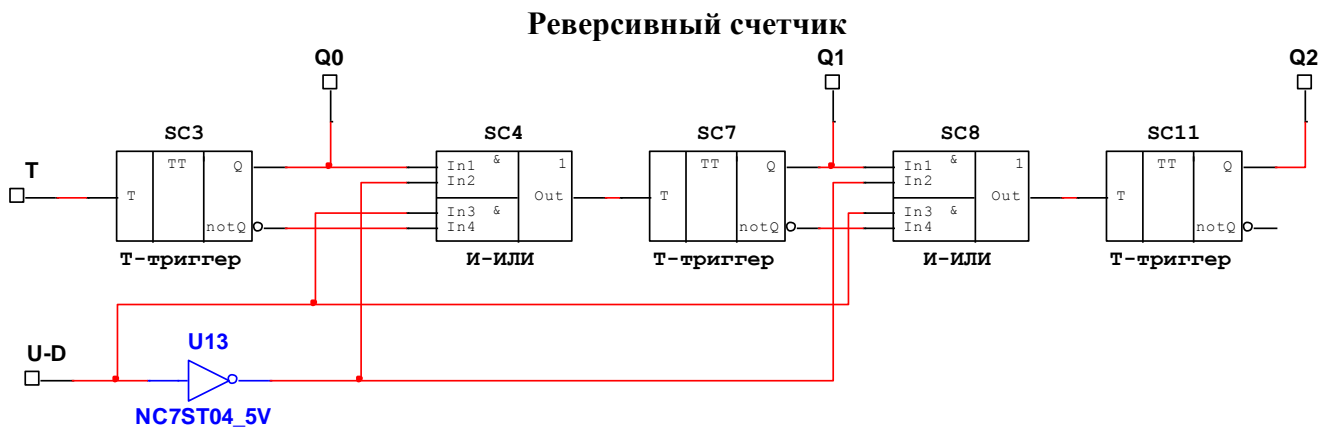 Реверсивный счетчик
Q0 Q1 Q2
SC3 SC4 SC7 SC8 SC11
T
T TT Q notQ
In1 In2 In3 In4 & & 1 Out
T TT Q notQ
In1 In2 In3 In4 & & 1 Out
T TT Q notQ
Т-триггер И-ИЛИ Т-триггер И-ИЛИ Т-триггер
U13
U-D
NC7ST04_5V